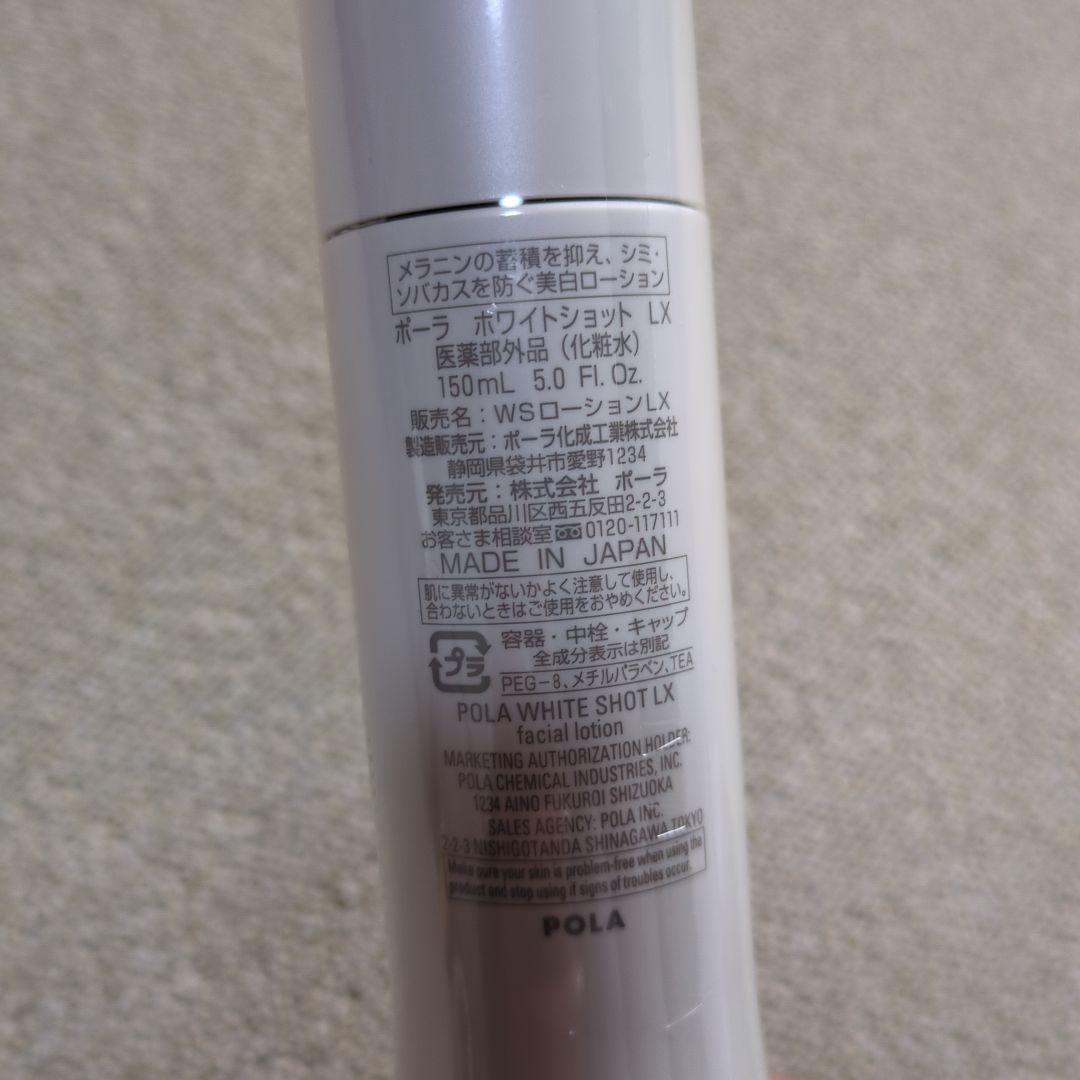 メラニンの蓄積を抑え、シミ・
ソバカスを防ぐ美白ローション
ポーラ ホワイトショット LX
医薬部外品（化粧水）
150mL 5.0 Fl. Oz.
販売名：WSローションLX
製造販売元：ポーラ化成工業株式会社
静岡県袋井市愛野1234
発売元：株式会社 ポーラ
東京都品川区西五反田2-2-3
お客さま相談室 0120-117111
MADE IN JAPAN
肌に異常がないかよく注意して使用し、
合わないときはご使用をおやめください。
プラ
容器・中栓・キャップ
全成分表示は別記
PEG-8、メチルパラベン、TEA
POLA WHITE SHOT LX
facial lotion
MARKETING AUTHORIZATION HOLDER:
POLA CHEMICAL INDUSTRIES, INC.
1234 AINO FUKUROI SHIZUOKA
SALES AGENCY: POLA INC.
2-2-3 NISHIGOTANDA SHINAGAWA TOKYO
Make sure your skin is problem-free when using the
product and stop using if signs of troubles occur.
POLA